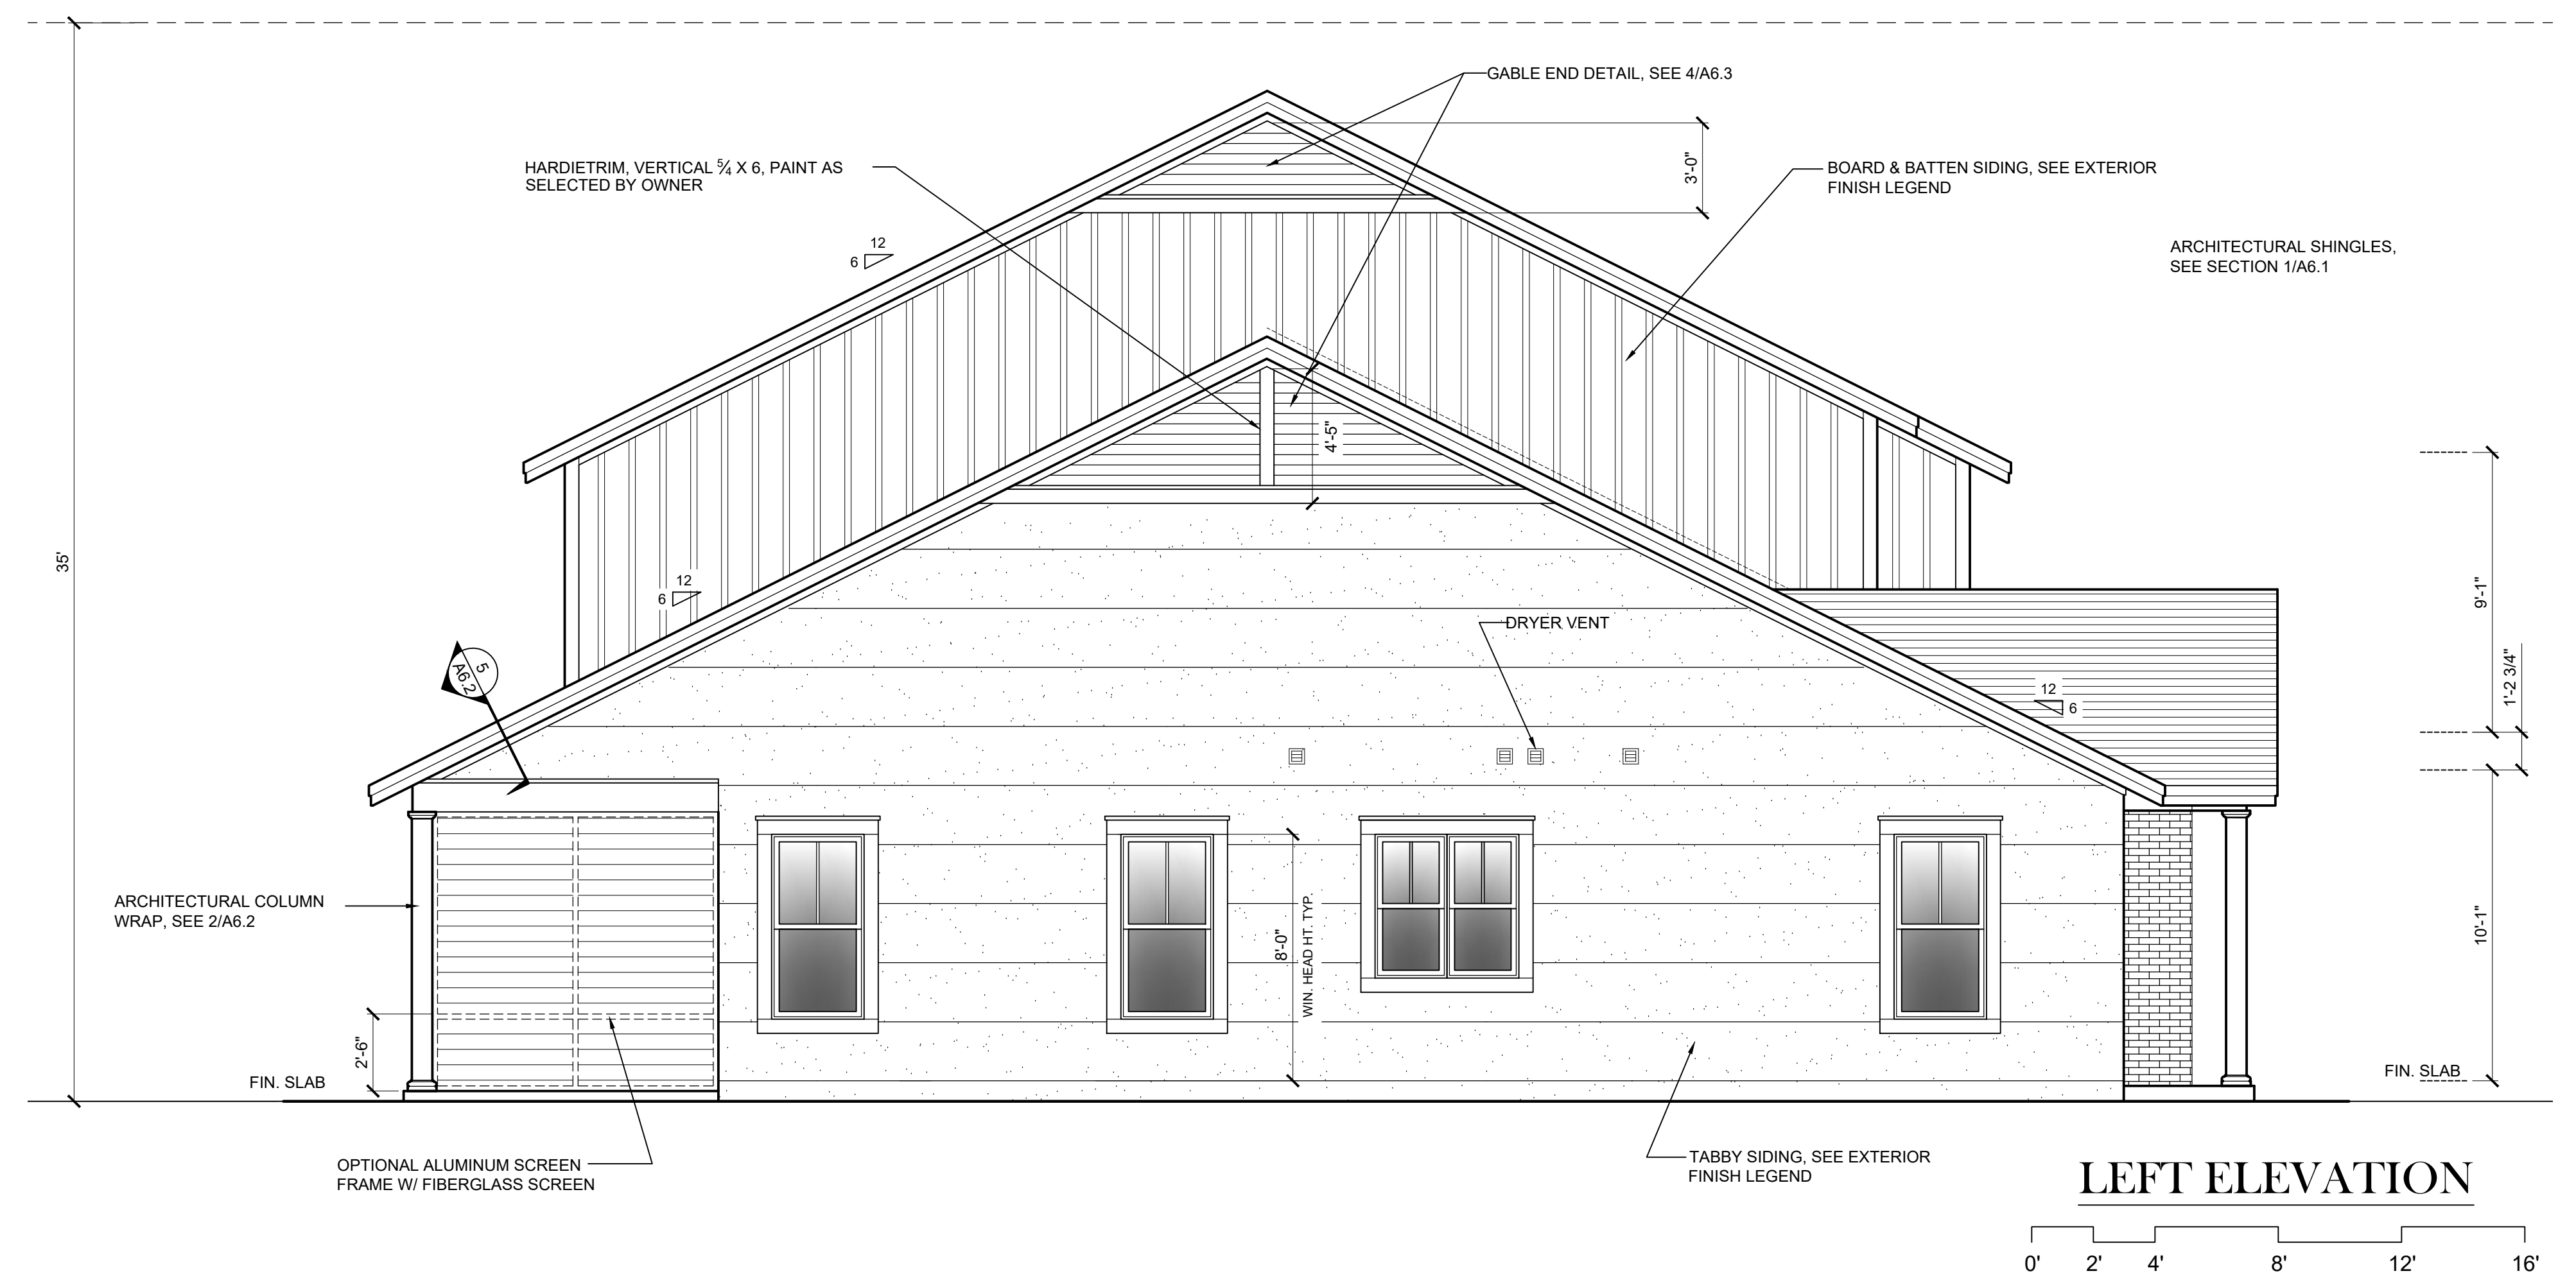 GABLE END DETAIL, SEE 4/A6.3
HARDIETRIM, VERTICAL 5⁄4 X 6, PAINT AS
SELECTED BY OWNER
3'-0"
BOARD & BATTEN SIDING, SEE EXTERIOR
FINISH LEGEND
12
6
ARCHITECTURAL SHINGLES,
SEE SECTION 1/A6.1
4'-5"
35'
12
6
9'-1"
DRYER VENT
5
A6.2
1'-2 3/4"
12
6
ARCHITECTURAL COLUMN
WRAP, SEE 2/A6.2
8'-0"
WIN. HEAD HT. TYP.
10'-1"
2'-6"
FIN. SLAB
FIN. SLAB
OPTIONAL ALUMINUM SCREEN
FRAME W/ FIBERGLASS SCREEN
TABBY SIDING, SEE EXTERIOR
FINISH LEGEND
LEFT ELEVATION
0' 2' 4' 8' 12' 16'